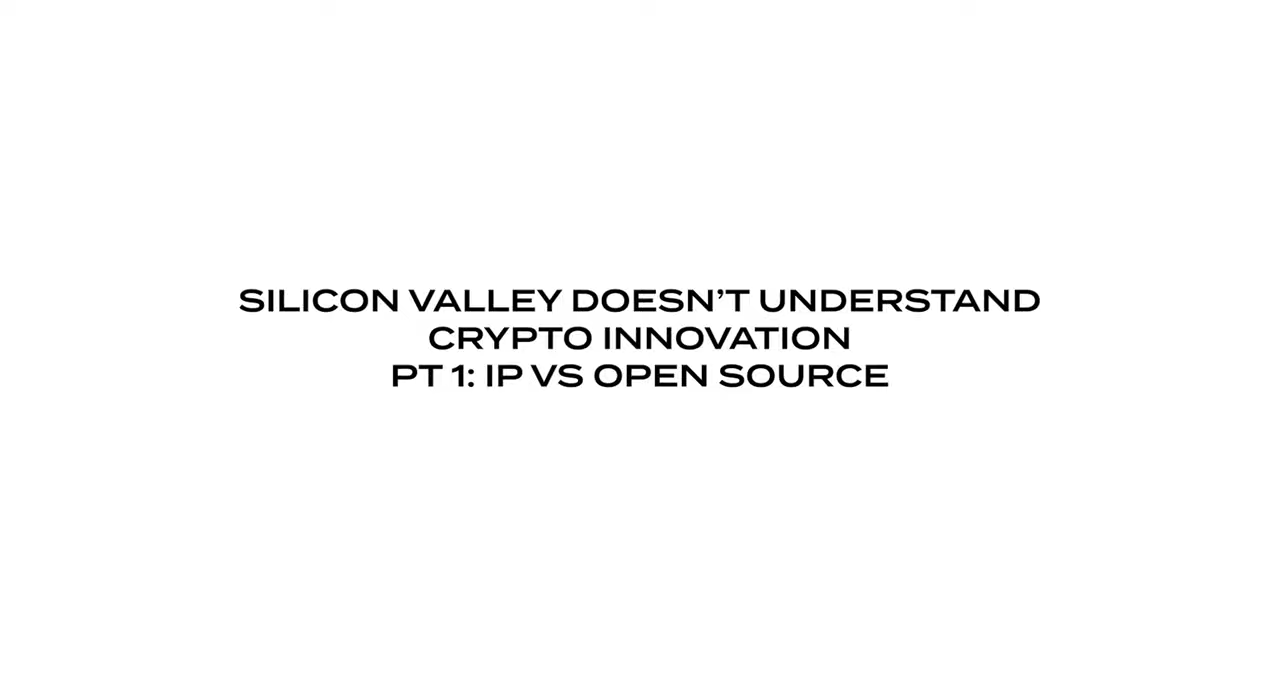 SILICON VALLEY DOESN’T UNDERSTAND
CRYPTO INNOVATION
PT 1: IP VS OPEN SOURCE